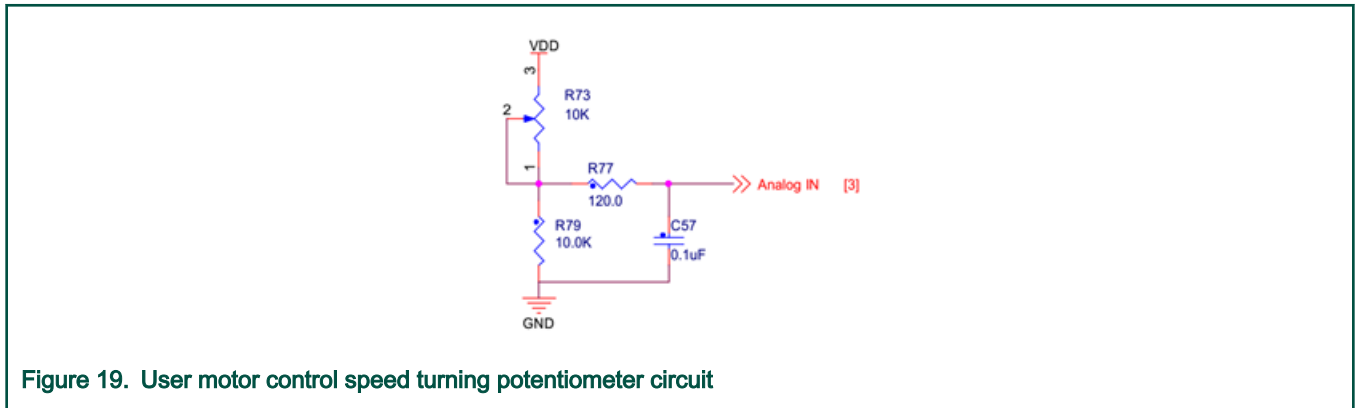 VDD
3
R73
10K
2
1
R77
120.0
Analog IN [3]
R79
10.0K
C57
0.1uF
GND
Figure 19. User motor control speed turning potentiometer circuit